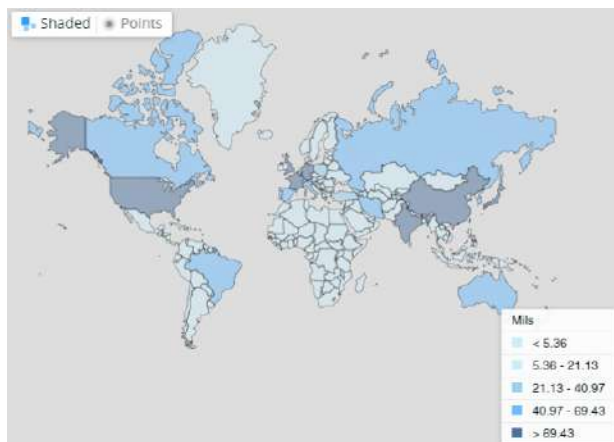 Shaded Points
Mils
< 5.36
5.36 - 21.13
21.13 - 40.97
40.97 - 69.43
> 69.43